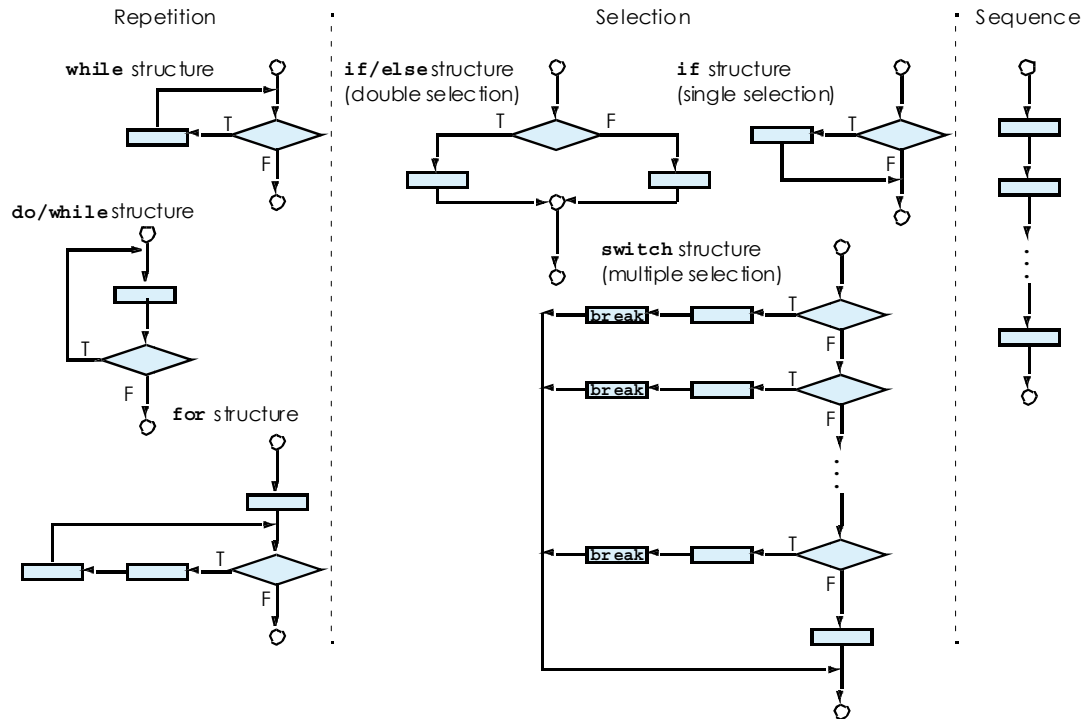 Repetition
Selection
Sequence
while structure
T
F
do/while structure
T
F
for structure
T
F
if/else structure
(double selection)
T
F
if structure
(single selection)
T
F
switch structure
(multiple selection)
break
T
F
break
T
F
break
T
F